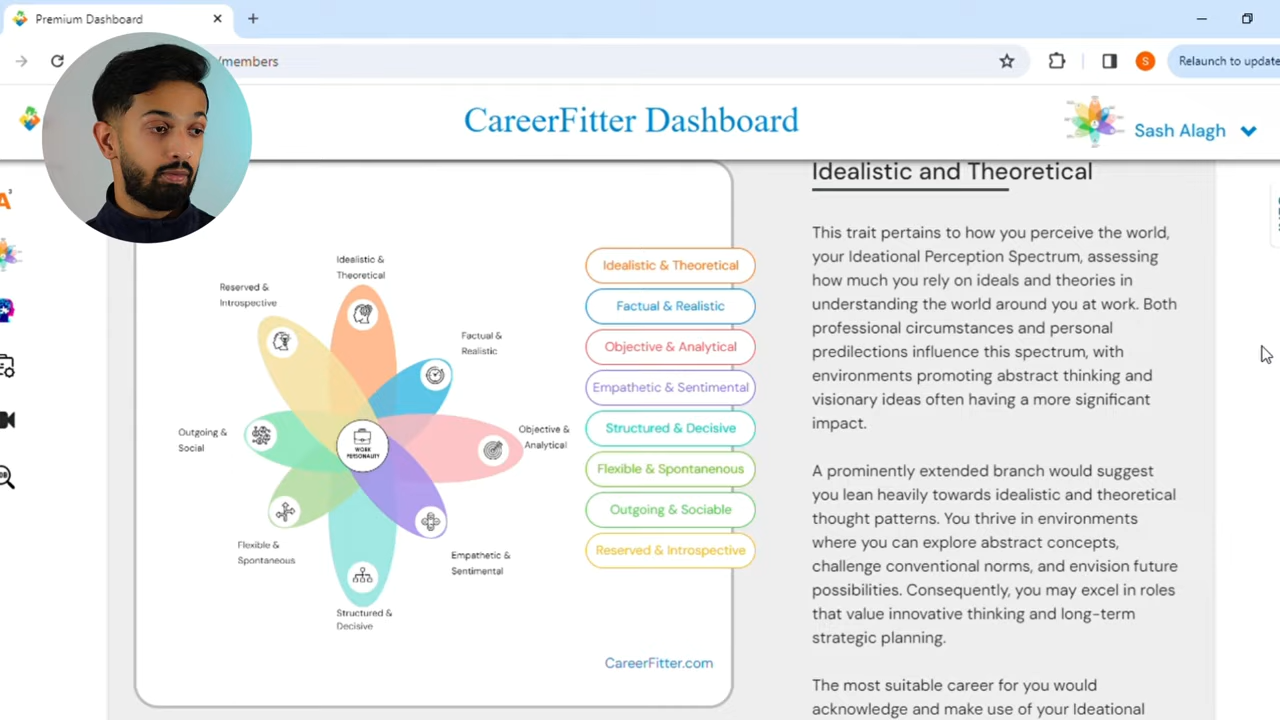 Premium Dashboard
/members
S
Relaunch to update
CareerFitter Dashboard
Sash Alagh
Idealistic and Theoretical
This trait pertains to how you perceive the world,
your Ideational Perception Spectrum, assessing
how much you rely on ideals and theories in
understanding the world around you at work. Both
professional circumstances and personal
predilections influence this spectrum, with
environments promoting abstract thinking and
visionary ideas often having a more significant
impact.
A prominently extended branch would suggest
you lean heavily towards idealistic and theoretical
thought patterns. You thrive in environments
where you can explore abstract concepts,
challenge conventional norms, and envision future
possibilities. Consequently, you may excel in roles
that value innovative thinking and long-term
strategic planning.
The most suitable career for you would
acknowledge and make use of your Ideational
Idealistic &
Theoretical
Reserved &
Introspective
Factual &
Realistic
Outgoing &
Social
Objective &
Analytical
WORK
PERSONALITY
Flexible &
Spontaneous
Empathetic &
Sentimental
Structured &
Decisive
Idealistic & Theoretical
Factual & Realistic
Objective & Analytical
Empathetic & Sentimental
Structured & Decisive
Flexible & Spontanenous
Outgoing & Sociable
Reserved & Introspective
CareerFitter.com